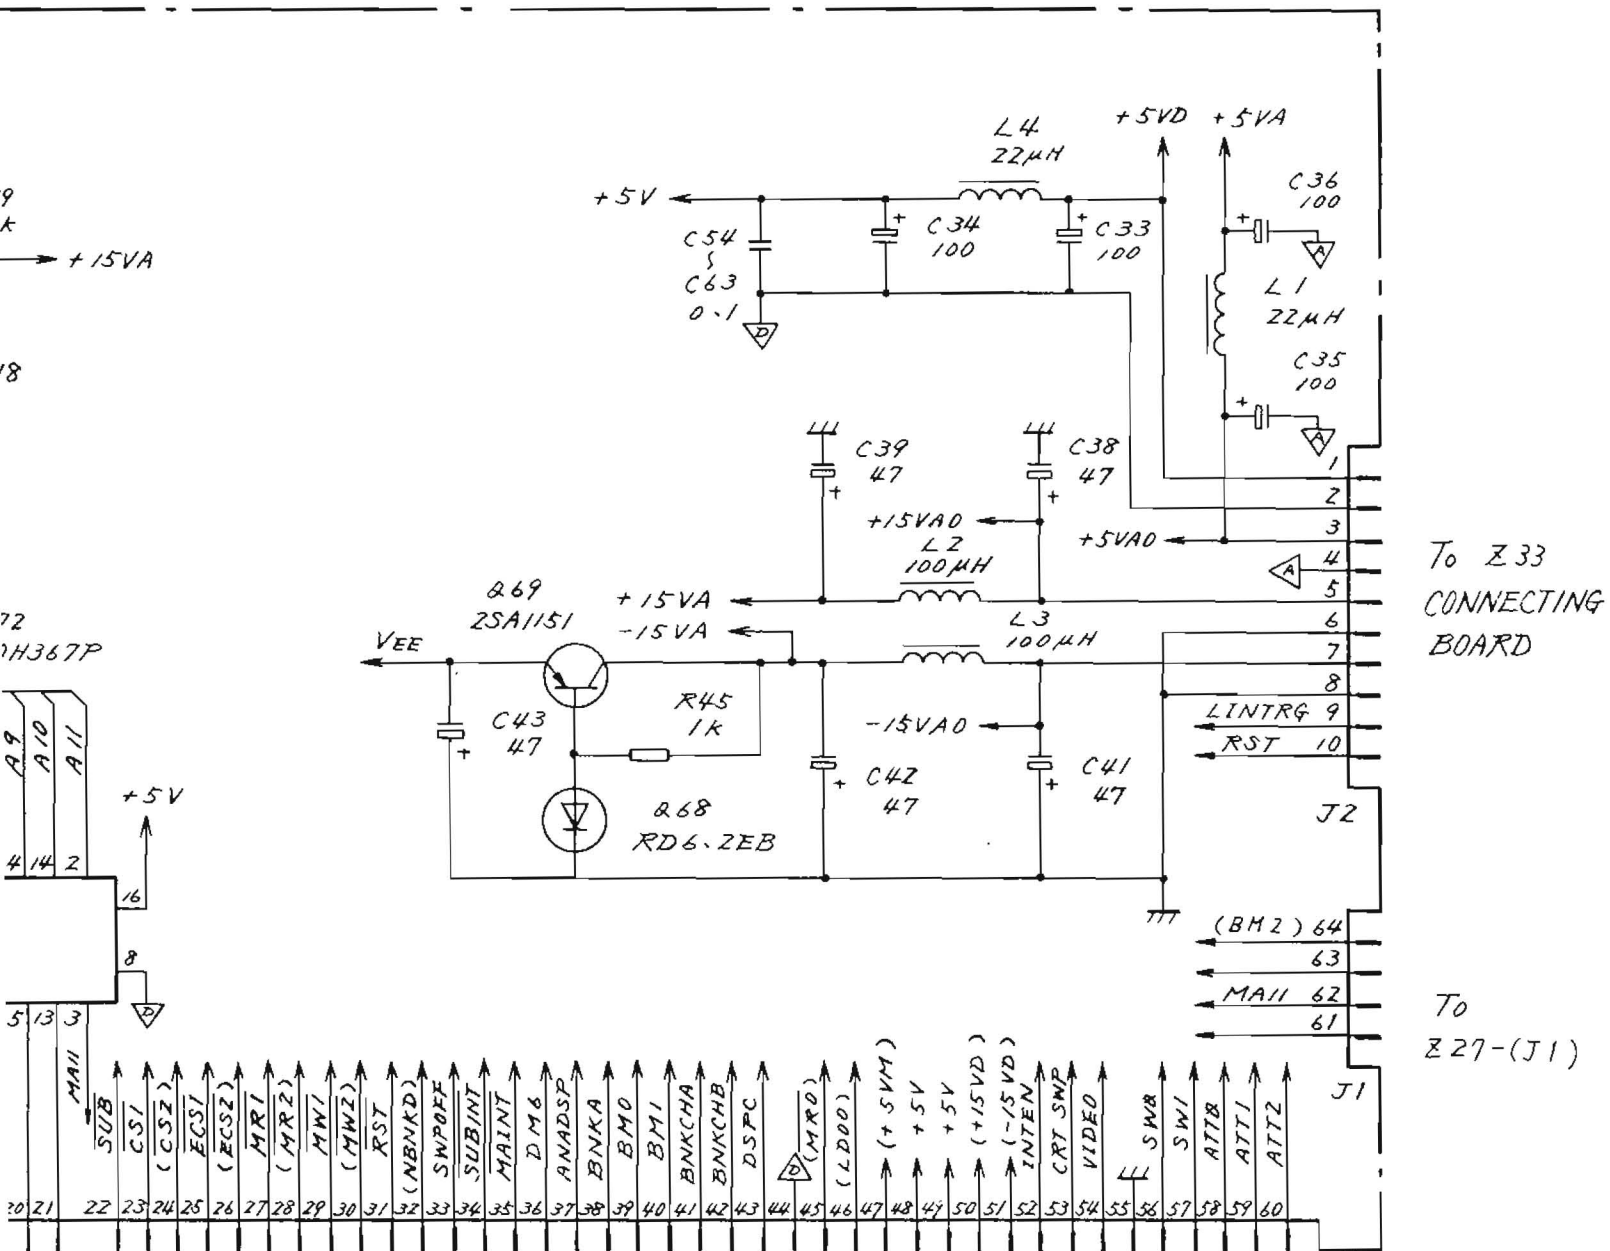 +5VD
+5VA
L4
22μH
C36
100
+5V
+
C34
100
+
C33
100
+
A
C54
C63
0.1
D
L1
22μH
C35
100
+
A
+15VA
C39
47
+
C38
47
+
+15VA0
L2
100μH
+5VA0
A
+15VA
-15VA
L3
100μH
Q69
2SA1151
VEE
C43
47
+
R45
1K
-15VA0
Q68
RD6.2EB
C42
47
+
C41
47
+
1
2
3
4
5
6
7
8
LINTRG 9
RST 10
J2
To Z33
CONNECTING
BOARD
H367P
A9
A10
A11
+5V
4
14
2
16
8
D
5
13
3
MA11
(BM2) 64
63
MA11 62
61
J1
To
Z27-(J1)
SUB
CS1
(CS2)
ECS1
(ECS2)
MR1
(MR2)
MW1
(MW2)
RST
(NBNKD)
SWPOFF
SUBINT
MAINT
DM6
ANADSP
BNKA
BM0
BM1
BNKCHA
BNKCHB
DSPC
D
(MR0)
(LD00)
(+5VM)
+5V
+5V
(+15VD)
(-15VD)
INTEN
CRT SWP
VIDEO
SW0
SW1
ATT0
ATT1
ATT2
20 21 22 23 24 25 26 27 28 29 30 31 32 33 34 35 36 37 38 39 40 41 42 43 44 45 46 47 48 49 50 51 52 53 54 55 56 57 58 59 60